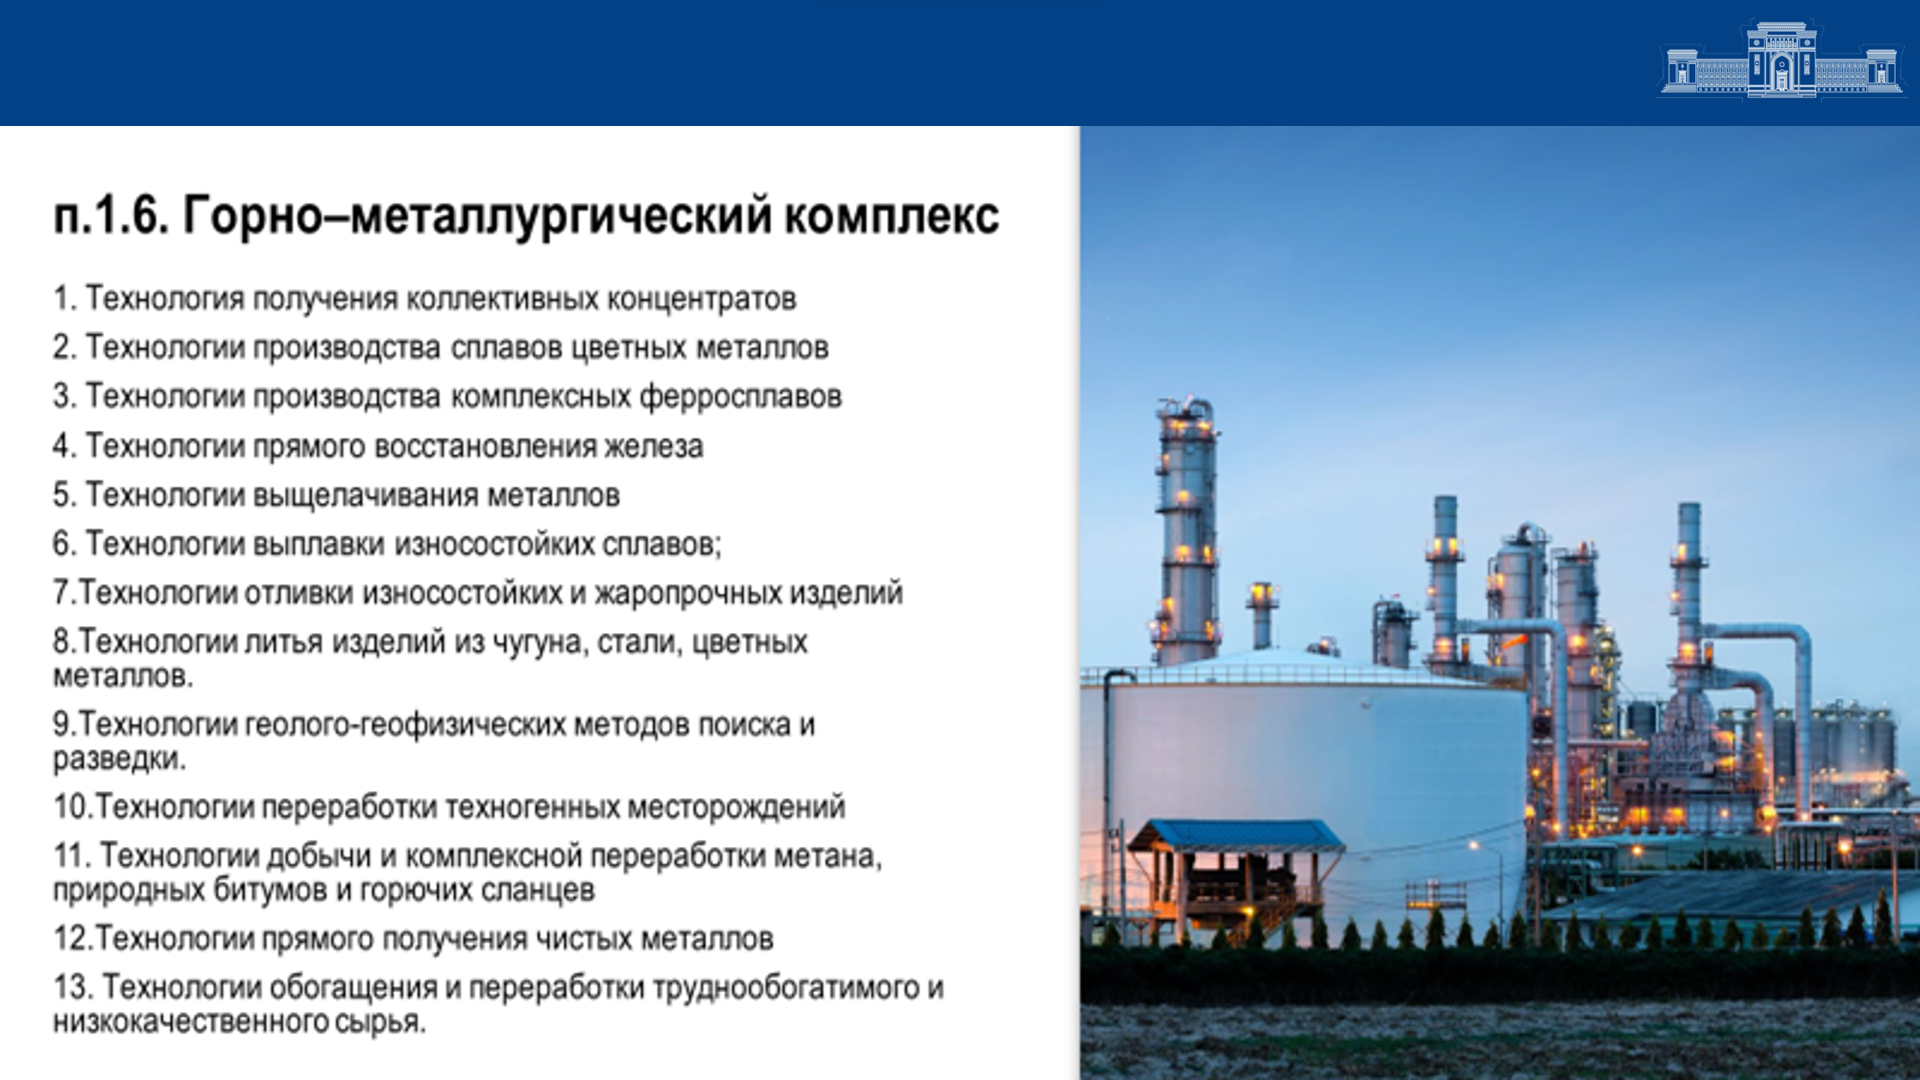 п.1.6. Горно–металлургический комплекс
1. Технология получения коллективных концентратов
2. Технологии производства сплавов цветных металлов
3. Технологии производства комплексных ферросплавов
4. Технологии прямого восстановления железа
5. Технологии выщелачивания металлов
6. Технологии выплавки износостойких сплавов;
7.Технологии отливки износостойких и жаропрочных изделий
8.Технологии литья изделий из чугуна, стали, цветных
металлов.
9.Технологии геолого-геофизических методов поиска и
разведки.
10.Технологии переработки техногенных месторождений
11. Технологии добычи и комплексной переработки метана,
природных битумов и горючих сланцев
12.Технологии прямого получения чистых металлов
13. Технологии обогащения и переработки труднообогатимого и
низкокачественного сырья.